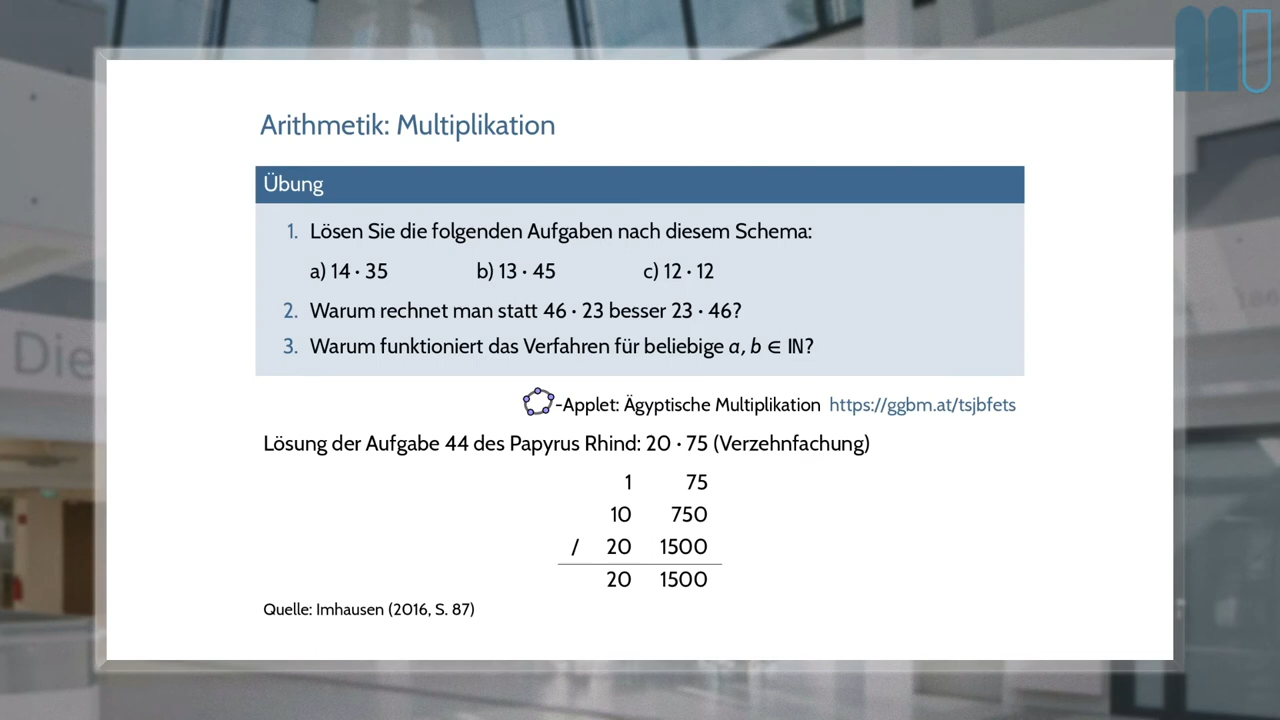 Arithmetik: Multiplikation
Übung
1. Lösen Sie die folgenden Aufgaben nach diesem Schema:
a) 14 · 35 b) 13 · 45 c) 12 · 12
2. Warum rechnet man statt 46 · 23 besser 23 · 46?
3. Warum funktioniert das Verfahren für beliebige a, b ∈ ℕ?
-Applet: Ägyptische Multiplikation https://ggbm.at/tsjbfets
Lösung der Aufgabe 44 des Papyrus Rhind: 20 · 75 (Verzehnfachung)
1 75
10 750
/ 20 1500
20 1500
Quelle: Imhausen (2016, S. 87)
Die